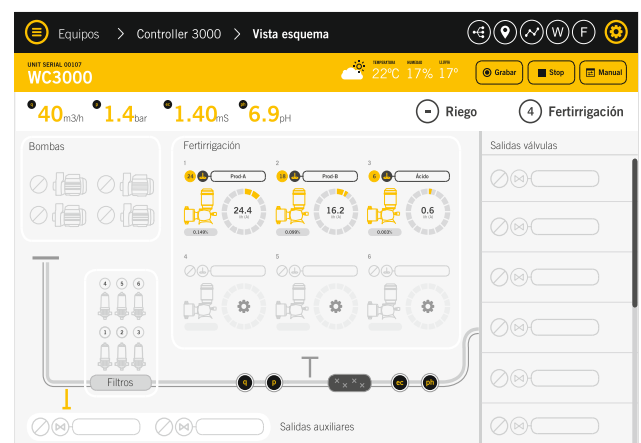 Equipos > Controller 3000 > Vista esquema
W F
UNIT SERIAL 00107
WC3000
TEMPERATURA HUMEDAD LLUVIA
22ºC 17% 17º
Grabar Stop Manual
q 40m3/h
1.4bar
ec 1.40mS
ph 6.9pH
- Riego
4 Fertirrigación
Bombas
Fertirrigación
Salidas válvulas
1 2 3
24 Prod-A
18 Prod-B
6 Ácido
24.4
16.2
0.6
0.149%
0.099%
0.003%
4 5 6
4 5 6
1 2 3
Filtros
q p ec ph
Salidas auxiliares